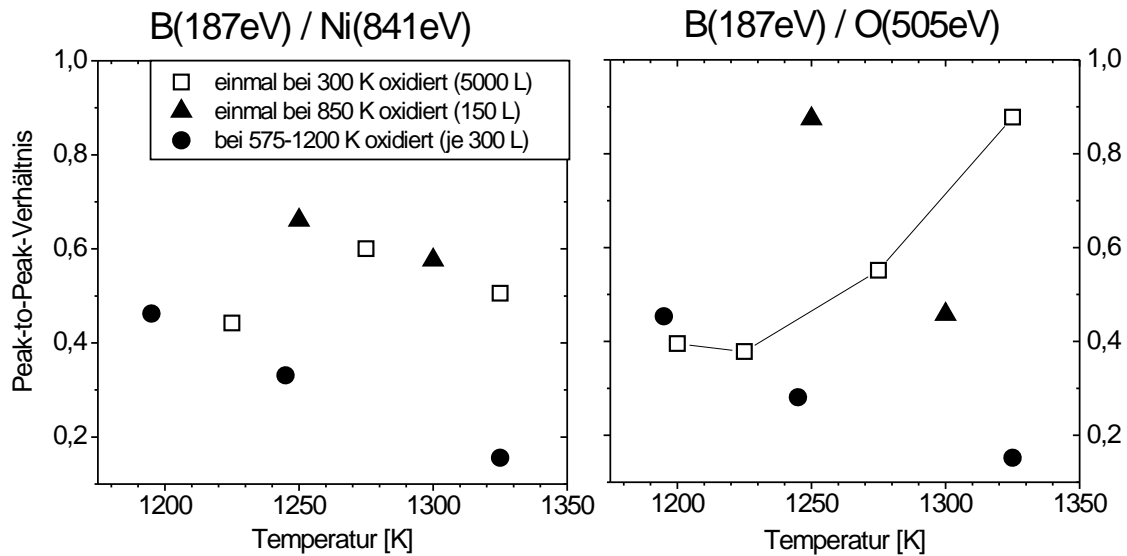 B(187eV) / Ni(841eV)
B(187eV) / O(505eV)
einmal bei 300 K oxidiert (5000 L)
einmal bei 850 K oxidiert (150 L)
bei 575-1200 K oxidiert (je 300 L)
Peak-to-Peak-Verhältnis
1,0
0,8
0,6
0,4
0,2
1200
1250
1300
1350
Temperatur [K]
1,0
0,8
0,6
0,4
0,2
1200
1250
1300
1350
Temperatur [K]